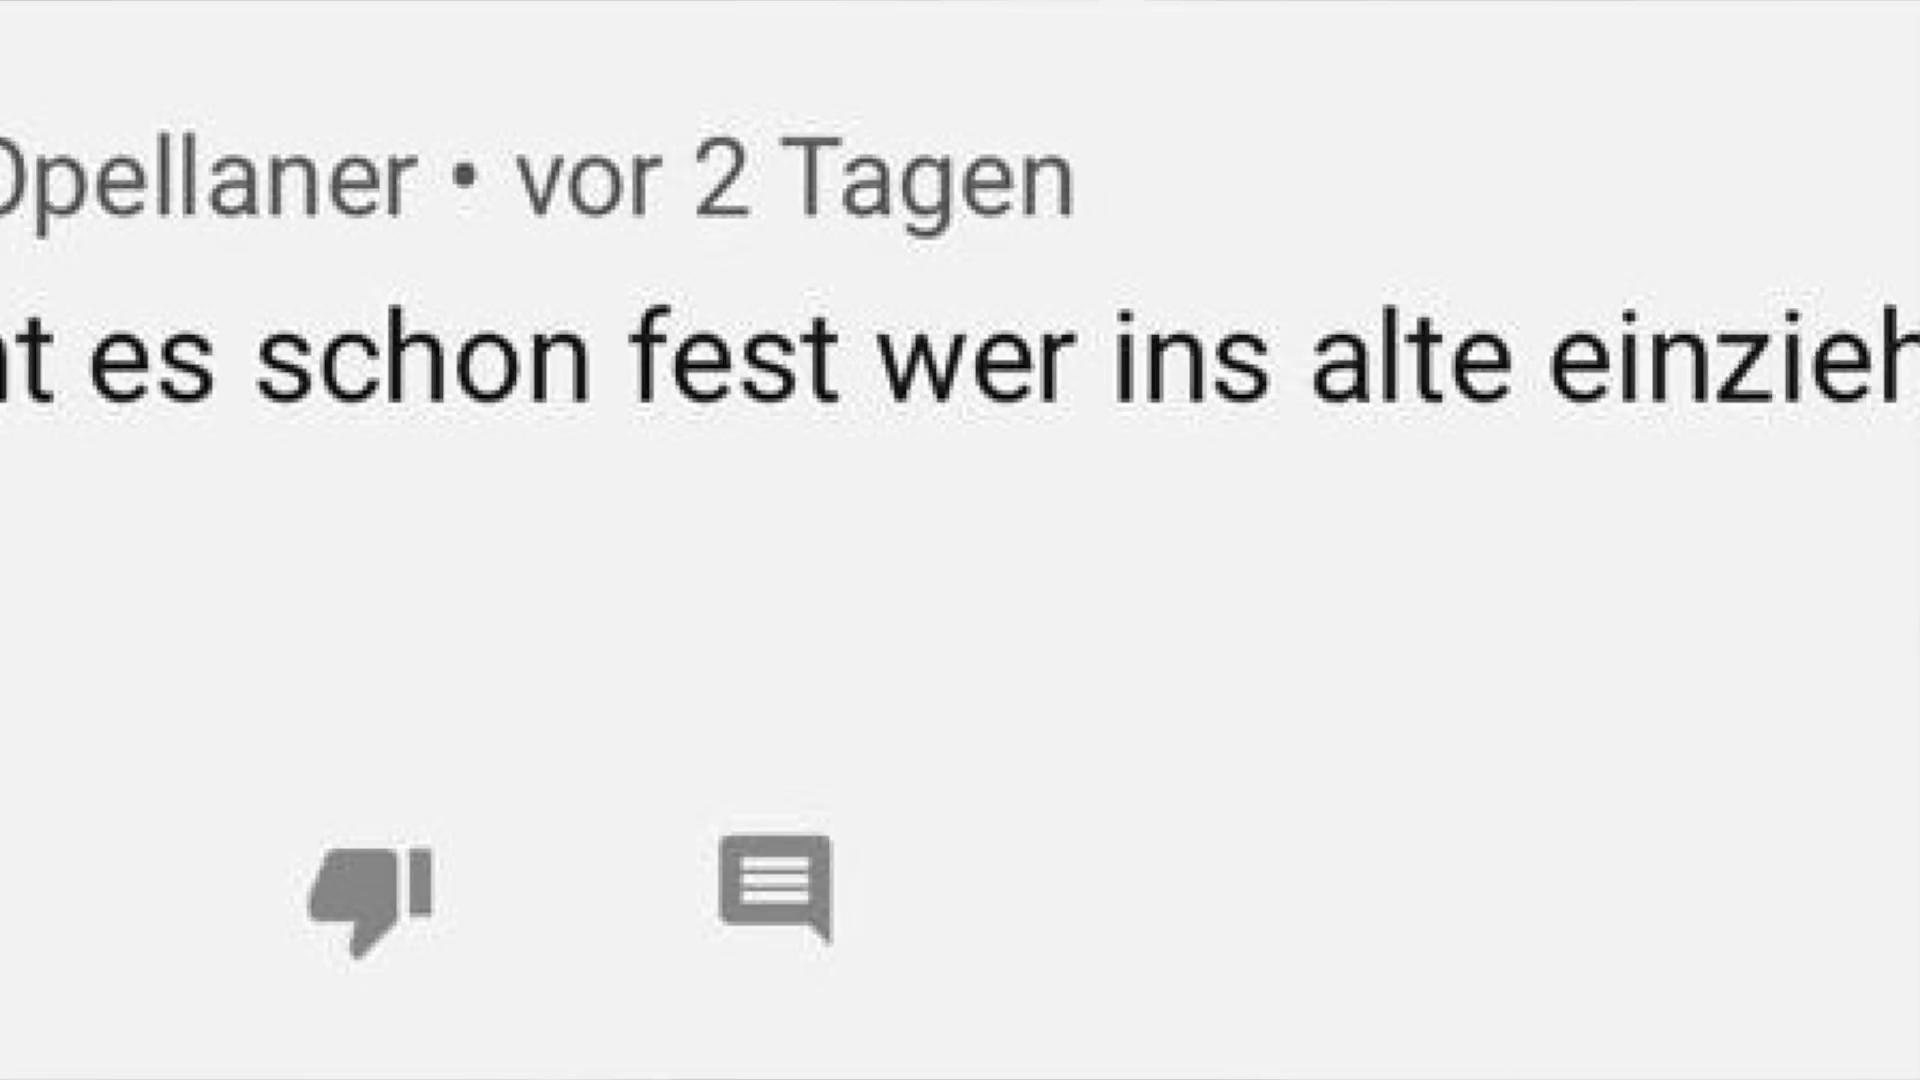 Opellaner • vor 2 Tagen
es schon fest wer ins alte